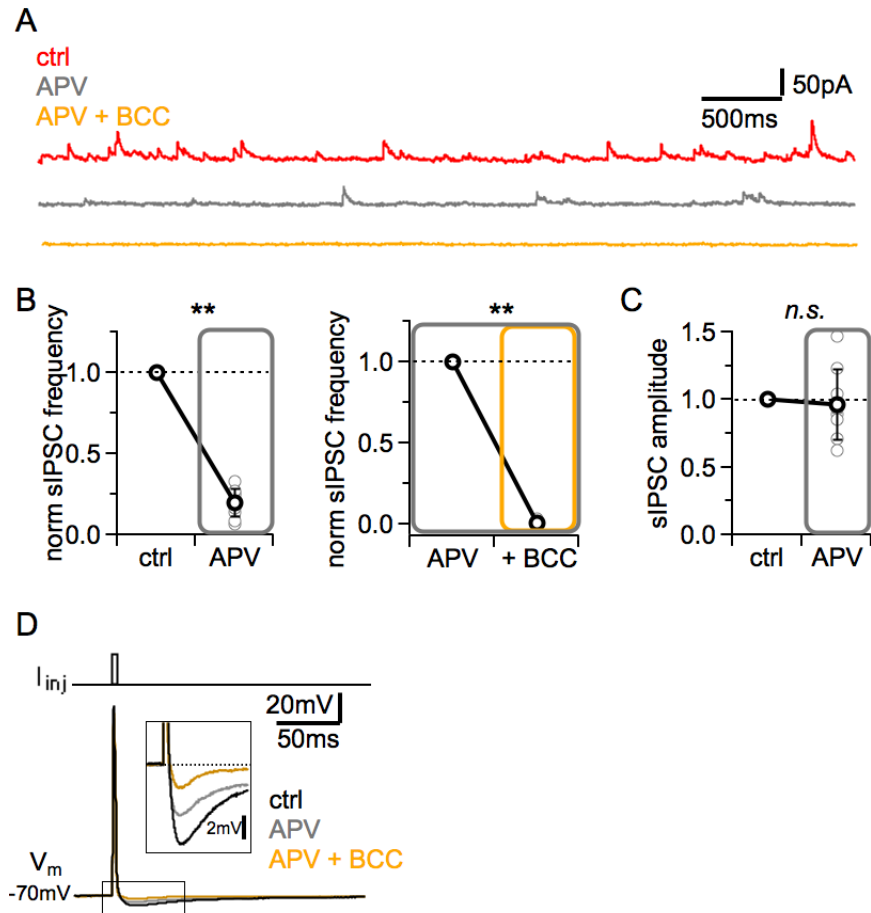 A
ctrl
APV
APV + BCC
50pA
500ms
B
**
norm sIPSC frequency
1.0
0.5
0.0
ctrl APV
**
norm sIPSC frequency
1.0
0.5
0.0
APV + BCC
C
n.s.
sIPSC amplitude
1.5
1.0
0.5
0.0
ctrl APV
D
I inj
20mV
50ms
2mV
ctrl
APV
APV + BCC
Vm
-70mV